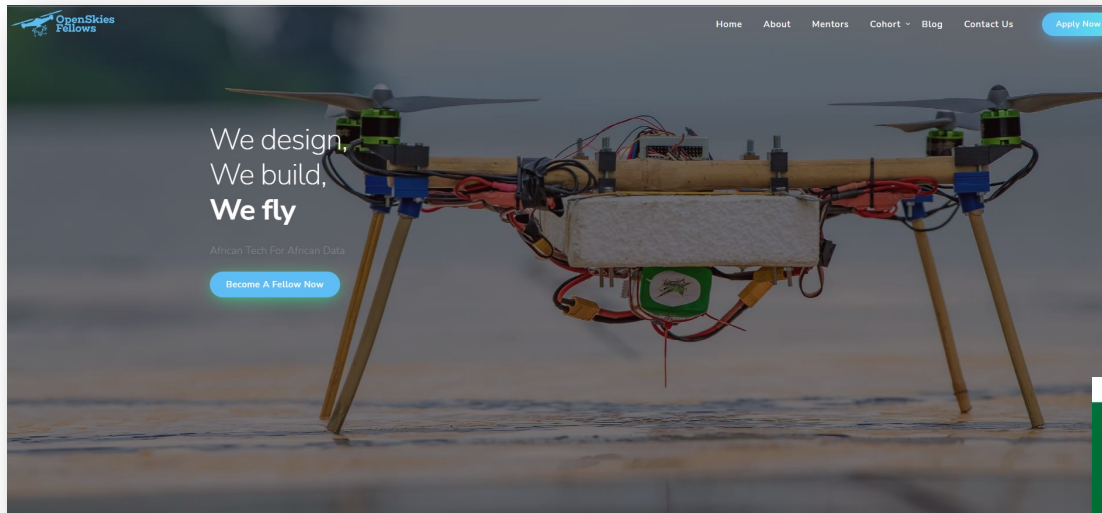 OpenSkies
Fellows
Home About Mentors Cohort Blog Contact Us Apply Now
We design,
We build,
We fly
African Tech For African Data
Become A Fellow Now